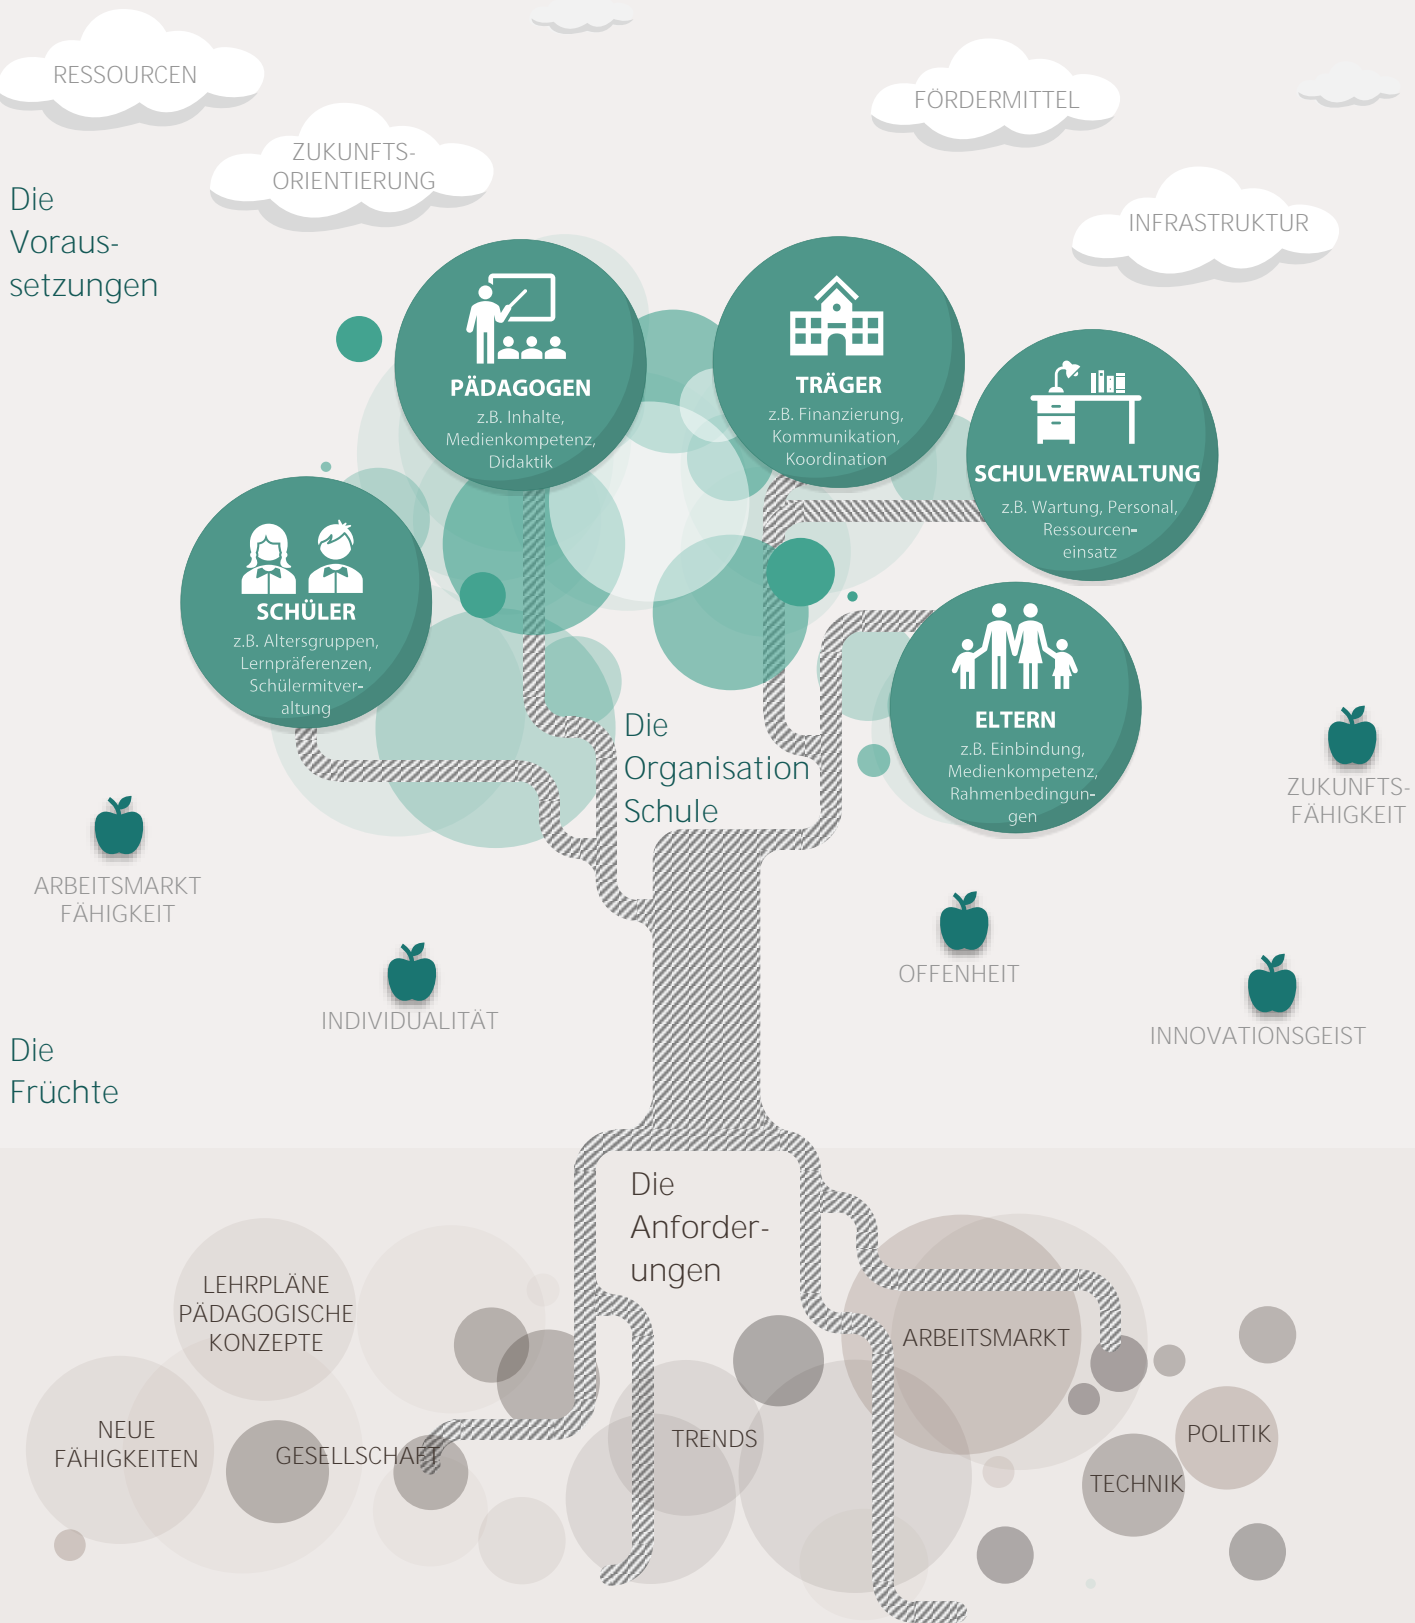 RESSOURCEN
FÖRDERMITTEL
ZUKUNFTS-
ORIENTIERUNG
INFRASTRUKTUR
Die
Voraus-
setzungen
PÄDAGOGEN
z.B. Inhalte,
Medienkompetenz,
Didaktik
TRÄGER
z.B. Finanzierung,
Kommunikation,
Koordination
SCHULVERWALTUNG
z.B. Wartung, Personal,
Ressourcen-
einsatz
SCHÜLER
z.B. Altersgruppen,
Lernpräferenzen,
Schülermitver-
altung
ELTERN
z.B. Einbindung,
Medienkompetenz,
Rahmenbedingun-
gen
Die
Organisation
Schule
ZUKUNFTS-
FÄHIGKEIT
ARBEITSMARKT
FÄHIGKEIT
OFFENHEIT
INDIVIDUALITÄT
INNOVATIONSGEIST
Die
Früchte
Die
Anforder-
ungen
LEHRPLÄNE
PÄDAGOGISCHE
KONZEPTE
ARBEITSMARKT
NEUE
FÄHIGKEITEN
GESELLSCHAFT
TRENDS
POLITIK
TECHNIK